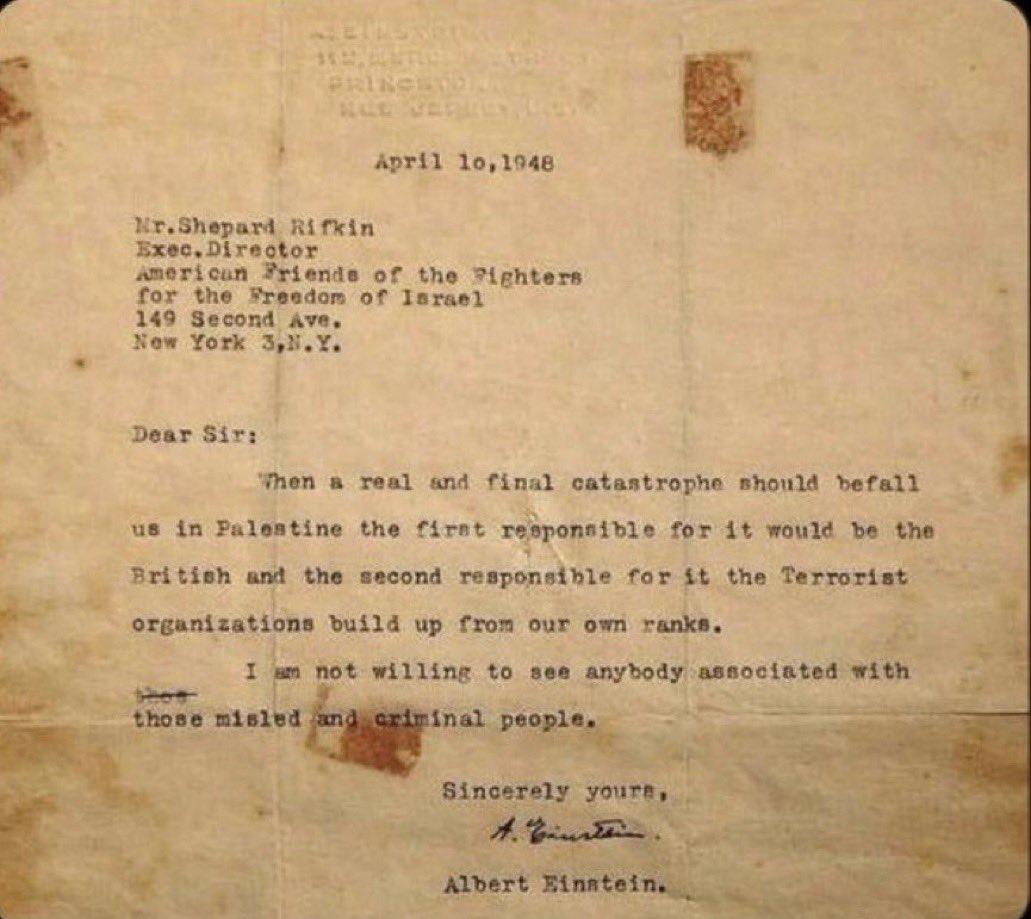 April 10,1948
Mr.Shepard Rifkin
Exec.Director
American Friends of the Fighters
for the Freedom of Israel
149 Second Ave.
New York 3,N.Y.
Dear Sir:
When a real and final catastrophe should befall
us in Palestine the first responsible for it would be the
British and the second responsible for it the Terrorist
organizations build up from our own ranks.
I am not willing to see anybody associated with
those misled and criminal people.
Sincerely yours,
A. Einstein.
Albert Einstein.